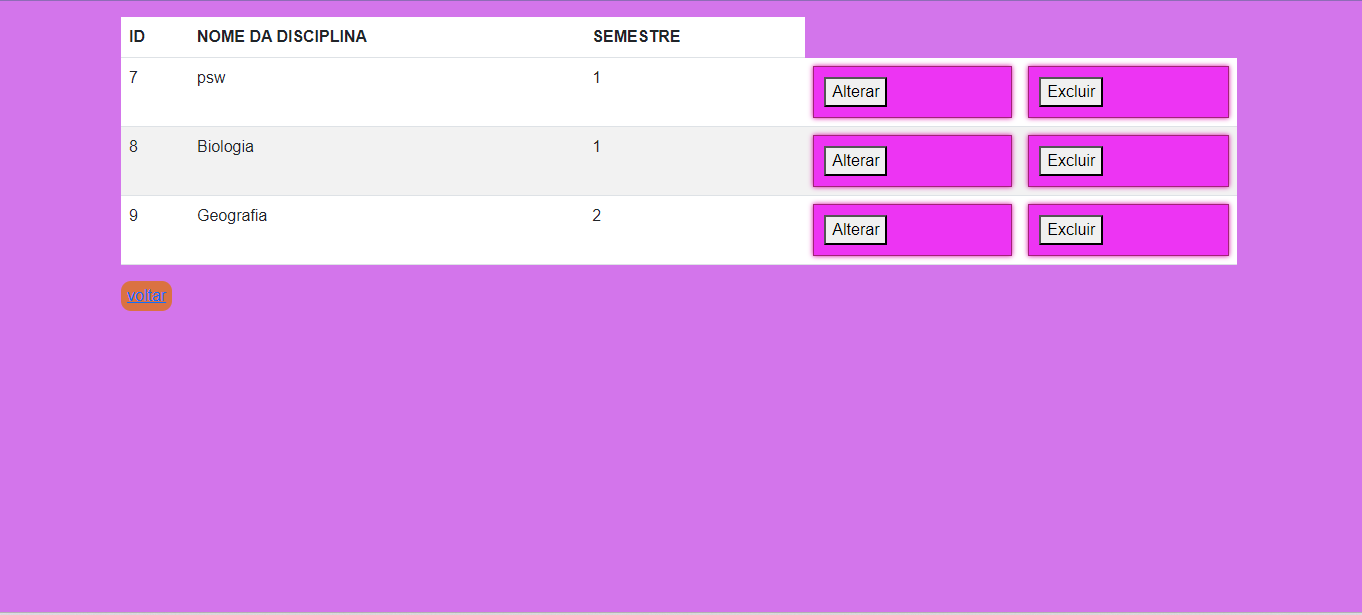 ID NOME DA DISCIPLINA SEMESTRE
7 psw 1 Alterar Excluir
8 Biologia 1 Alterar Excluir
9 Geografia 2 Alterar Excluir
voltar